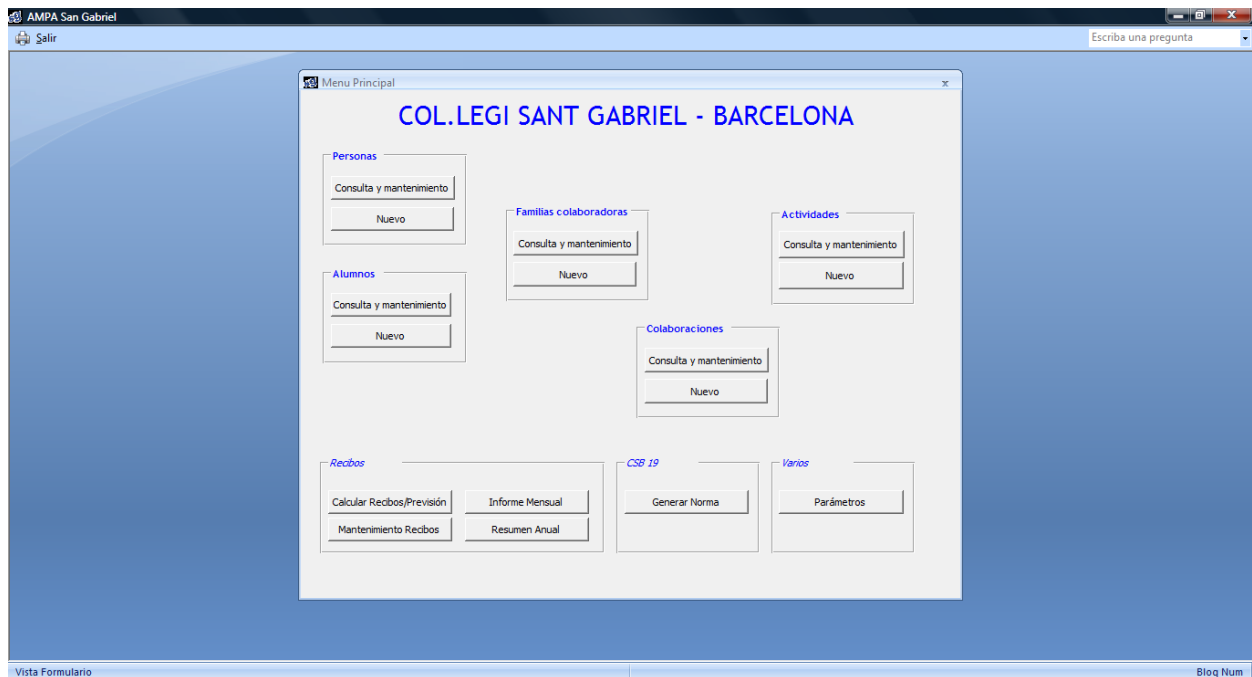 AMPA San Gabriel
Salir
Escriba una pregunta
Menu Principal
COL.LEGI SANT GABRIEL - BARCELONA
Personas
Consulta y mantenimiento
Nuevo
Familias colaboradoras
Consulta y mantenimiento
Nuevo
Actividades
Consulta y mantenimiento
Nuevo
Alumnos
Consulta y mantenimiento
Nuevo
Colaboraciones
Consulta y mantenimiento
Nuevo
Recibos
Calcular Recibos/Previsión
Informe Mensual
Mantenimiento Recibos
Resumen Anual
CSB 19
Generar Norma
Varios
Parámetros
Vista Formulario
Bloq Num